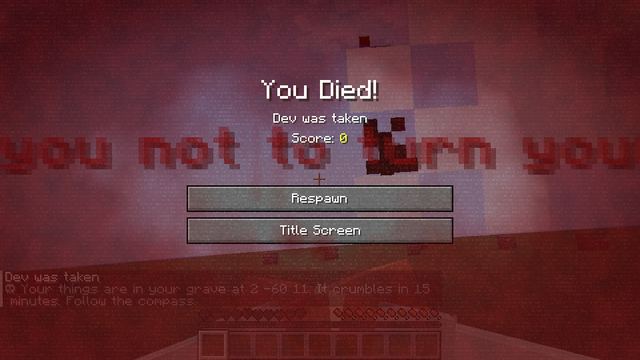 You Died!
Dev was taken
Score: 0
you not to turn you
Respawn
Title Screen
Dev was taken
Your things are in your grave at 2 -60 11. It crumbles in 15
minutes. Follow the compass.